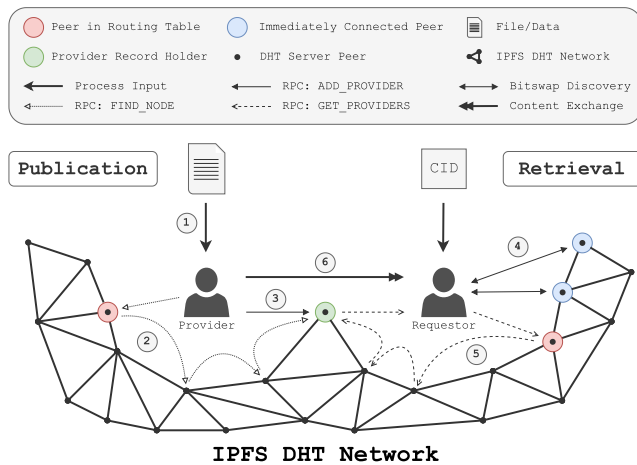 Peer in Routing Table
Immediately Connected Peer
File/Data
Provider Record Holder
DHT Server Peer
IPFS DHT Network
Process Input
RPC: ADD_PROVIDER
Bitswap Discovery
RPC: FIND_NODE
RPC: GET_PROVIDERS
Content Exchange
Publication
CID
Retrieval
1
6
4
3
Provider
Requestor
2
5
IPFS DHT Network